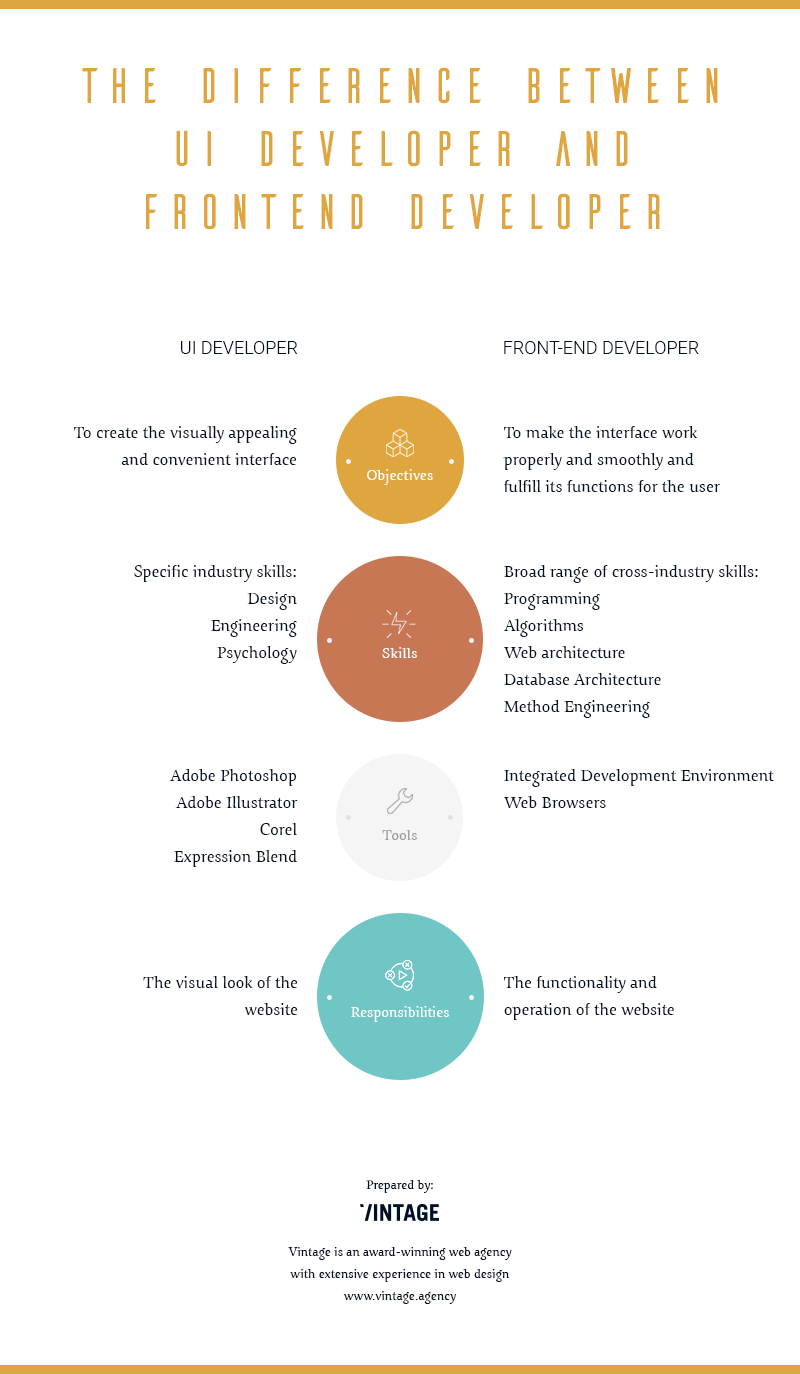 THE DIFFERENCE BETWEEN
UI DEVELOPER AND
FRONTEND DEVELOPER
UI DEVELOPER
FRONT-END DEVELOPER
To create the visually appealing
and convenient interface
Objectives
To make the interface work
properly and smoothly and
fulfill its functions for the user
Specific industry skills:
Design
Engineering
Psychology
Skills
Broad range of cross-industry skills:
Programming
Algorithms
Web architecture
Database Architecture
Method Engineering
Adobe Photoshop
Adobe Illustrator
Corel
Expression Blend
Tools
Integrated Development Environment
Web Browsers
The visual look of the
website
Responsibilities
The functionality and
operation of the website
Prepared by:
VINTAGE
Vintage is an award-winning web agency
with extensive experience in web design
www.vintage.agency